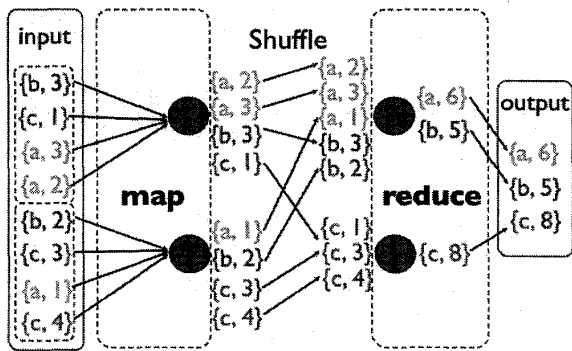 input
{b, 3}
{c, 1}
{a, 3}
{a, 2}
{b, 2}
{c, 3}
{a, 1}
{c, 4}
map
Shuffle
{a, 2}
{a, 3}
{b, 3}
{c, 1}
{a, 1}
{b, 2}
{c, 3}
{c, 4}
{a, 2}
{a, 3}
{a, 1}
{b, 3}
{b, 2}
{c, 1}
{c, 3}
{c, 4}
reduce
{a, 6}
{b, 5}
{c, 8}
output
{a, 6}
{b, 5}
{c, 8}